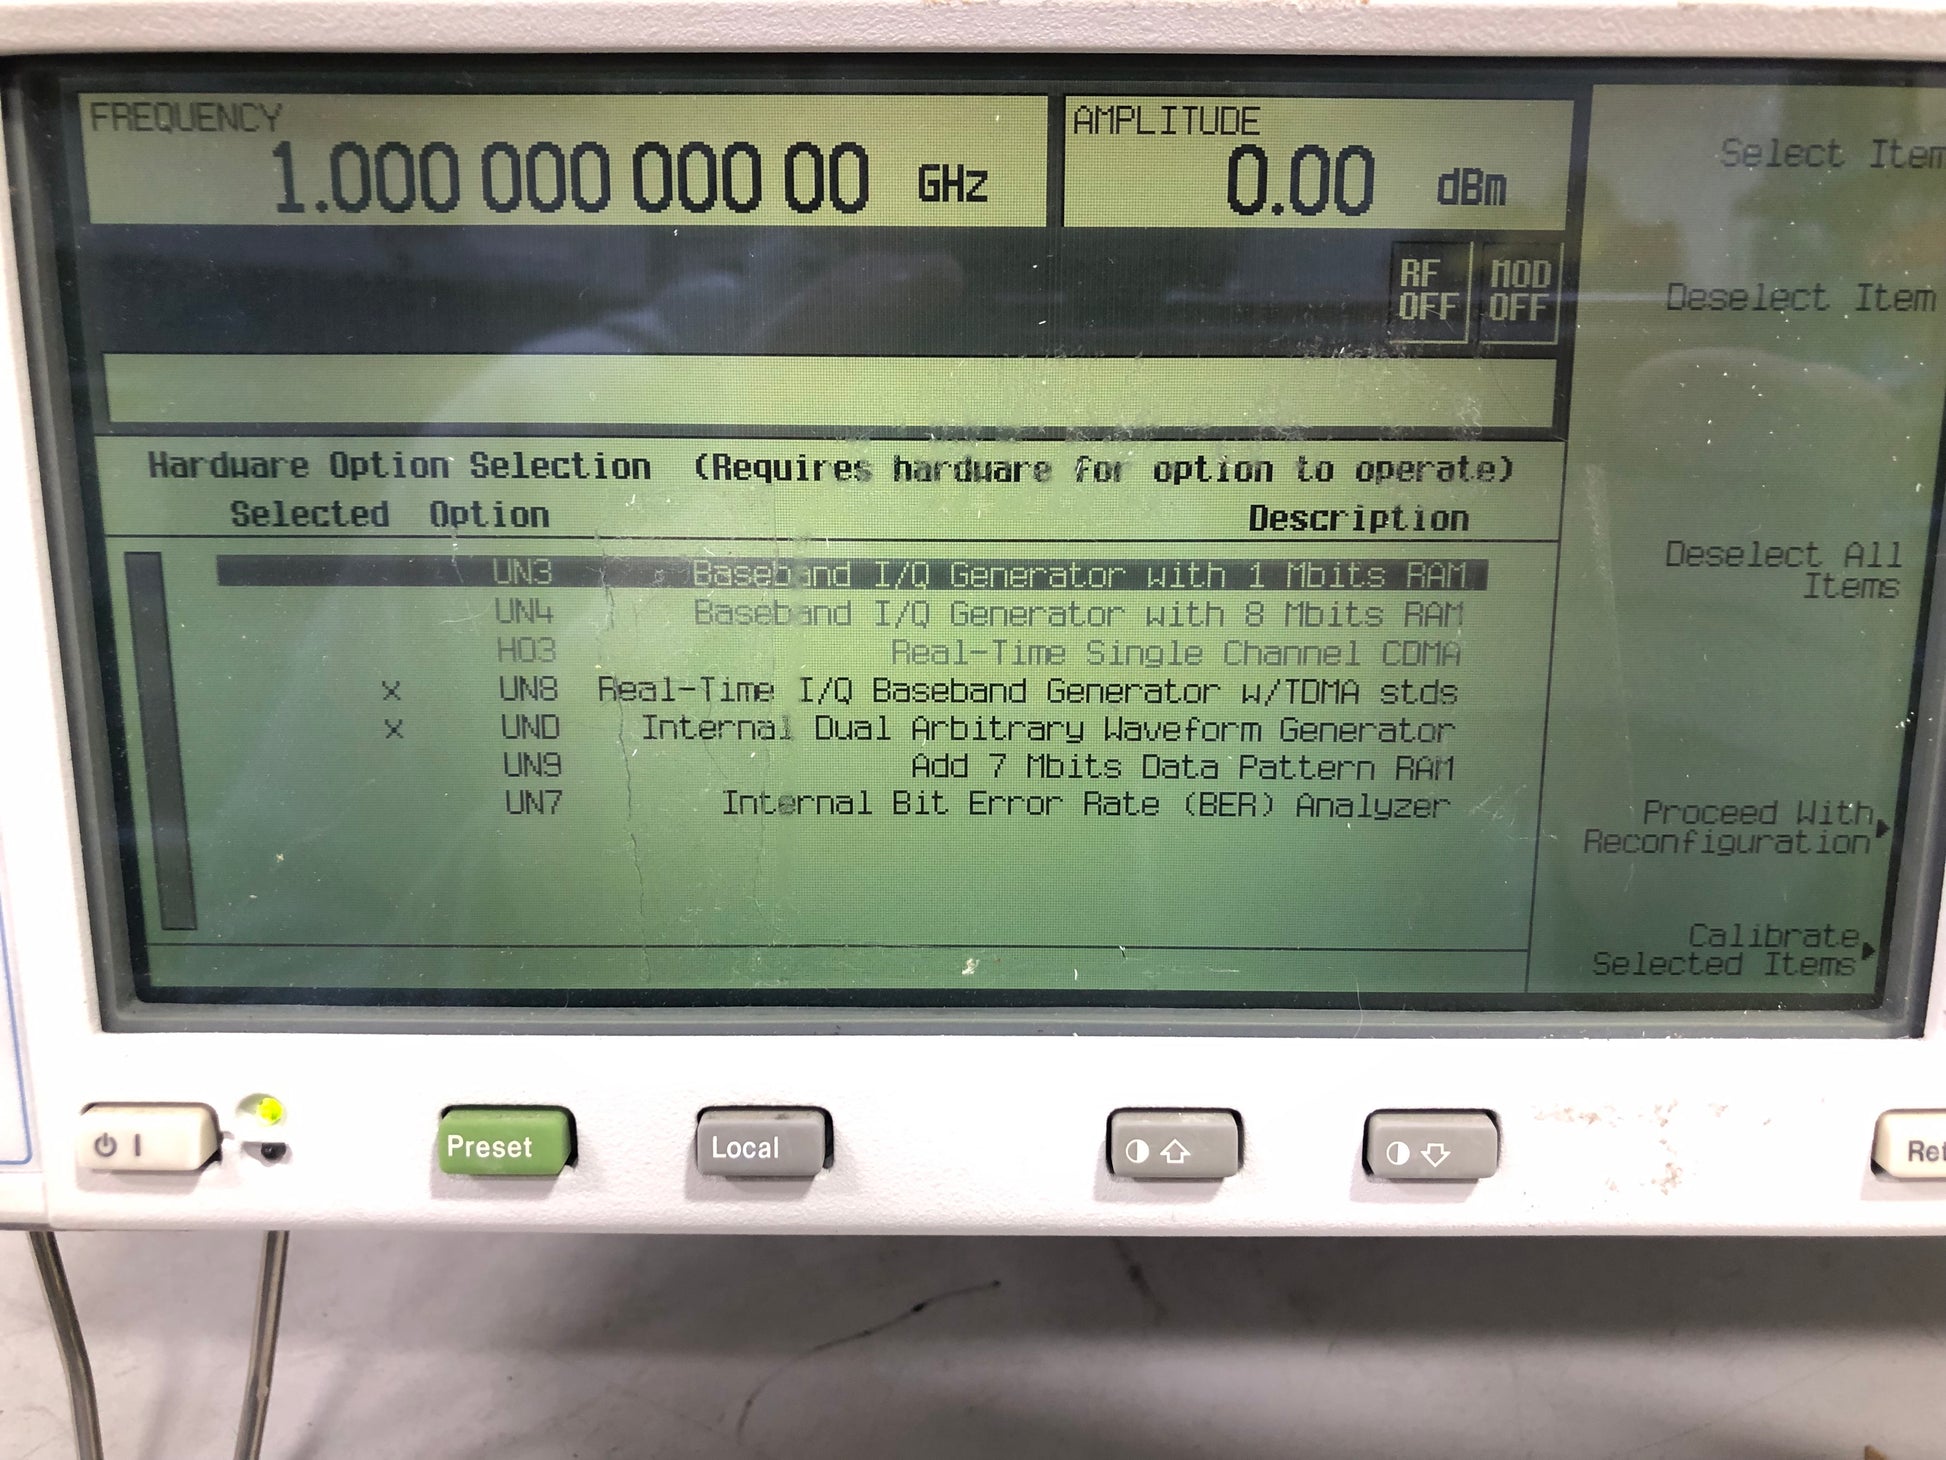 FREQUENCY
1.000 000 000 00 GHz
AMPLITUDE
0.00 dBm
RF
OFF
MOD
OFF
Hardware Option Selection (Requires hardware for option to operate)
Selected Option Description
UN3 Baseband I/Q Generator with 1 Mbits RAM
UN4 Baseband I/Q Generator with 8 Mbits RAM
H03 Real-Time Single Channel CDMA
x UN8 Real-Time I/Q Baseband Generator w/TDMA stds
x UND Internal Dual Arbitrary Waveform Generator
UN9 Add 7 Mbits Data Pattern RAM
UN7 Internal Bit Error Rate (BER) Analyzer
Select Item
Deselect Item
Deselect All
Items
Proceed With
Reconfiguration
Calibrate
Selected Items
Preset
Local
Ret